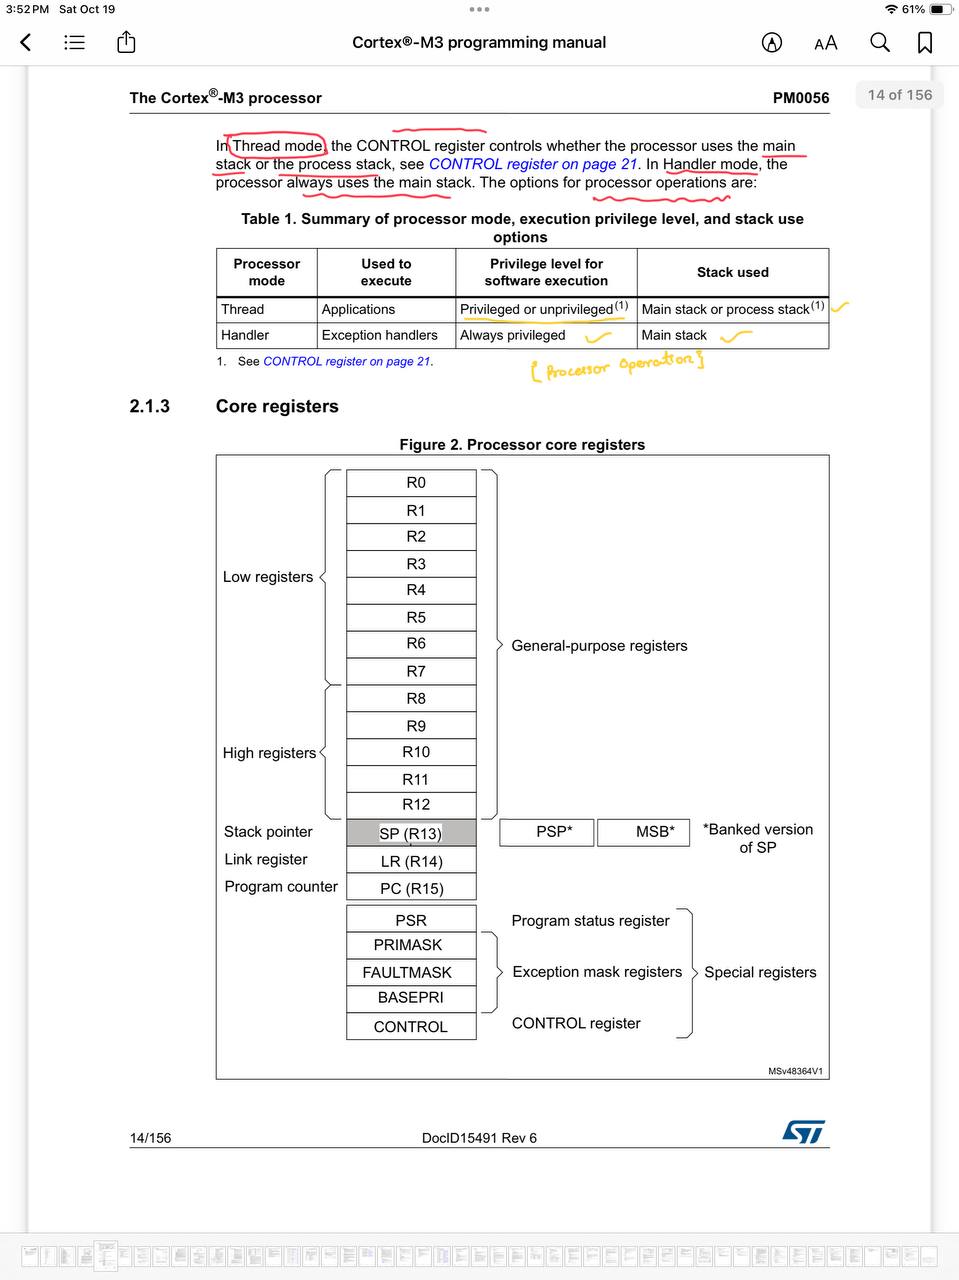 3:52 PM Sat Oct 19
61%
Cortex®-M3 programming manual
AA
The Cortex®-M3 processor
PM0056
14 of 156
In Thread mode, the CONTROL register controls whether the processor uses the main
stack or the process stack, see CONTROL register on page 21. In Handler mode, the
processor always uses the main stack. The options for processor operations are:
Table 1. Summary of processor mode, execution privilege level, and stack use
options
Processor mode
Used to execute
Privilege level for software execution
Stack used
Thread
Applications
Privileged or unprivileged(1)
Main stack or process stack(1)
Handler
Exception handlers
Always privileged
Main stack
1. See CONTROL register on page 21.
[Processor Operation]
2.1.3 Core registers
Figure 2. Processor core registers
R0
R1
R2
R3
Low registers
R4
R5
R6
R7
General-purpose registers
R8
R9
High registers
R10
R11
R12
Stack pointer
SP (R13)
PSP*
MSB*
*Banked version
of SP
Link register
LR (R14)
Program counter
PC (R15)
PSR
Program status register
PRIMASK
FAULTMASK
Exception mask registers
Special registers
BASEPRI
CONTROL
CONTROL register
MSv48364V1
14/156
DocID15491 Rev 6
ST